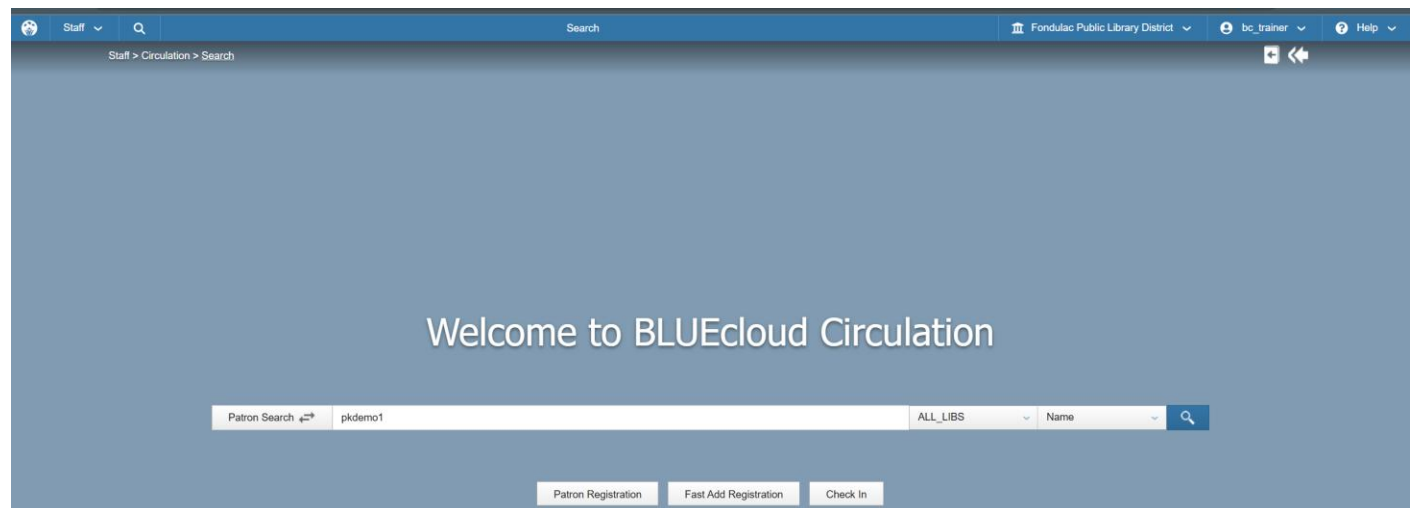 Staff Search Fondulac Public Library District bc_trainer Help
Staff > Circulation > Search
Welcome to BLUEcloud Circulation
Patron Search pkdemo1 ALL_LIBS Name
Patron Registration Fast Add Registration Check In